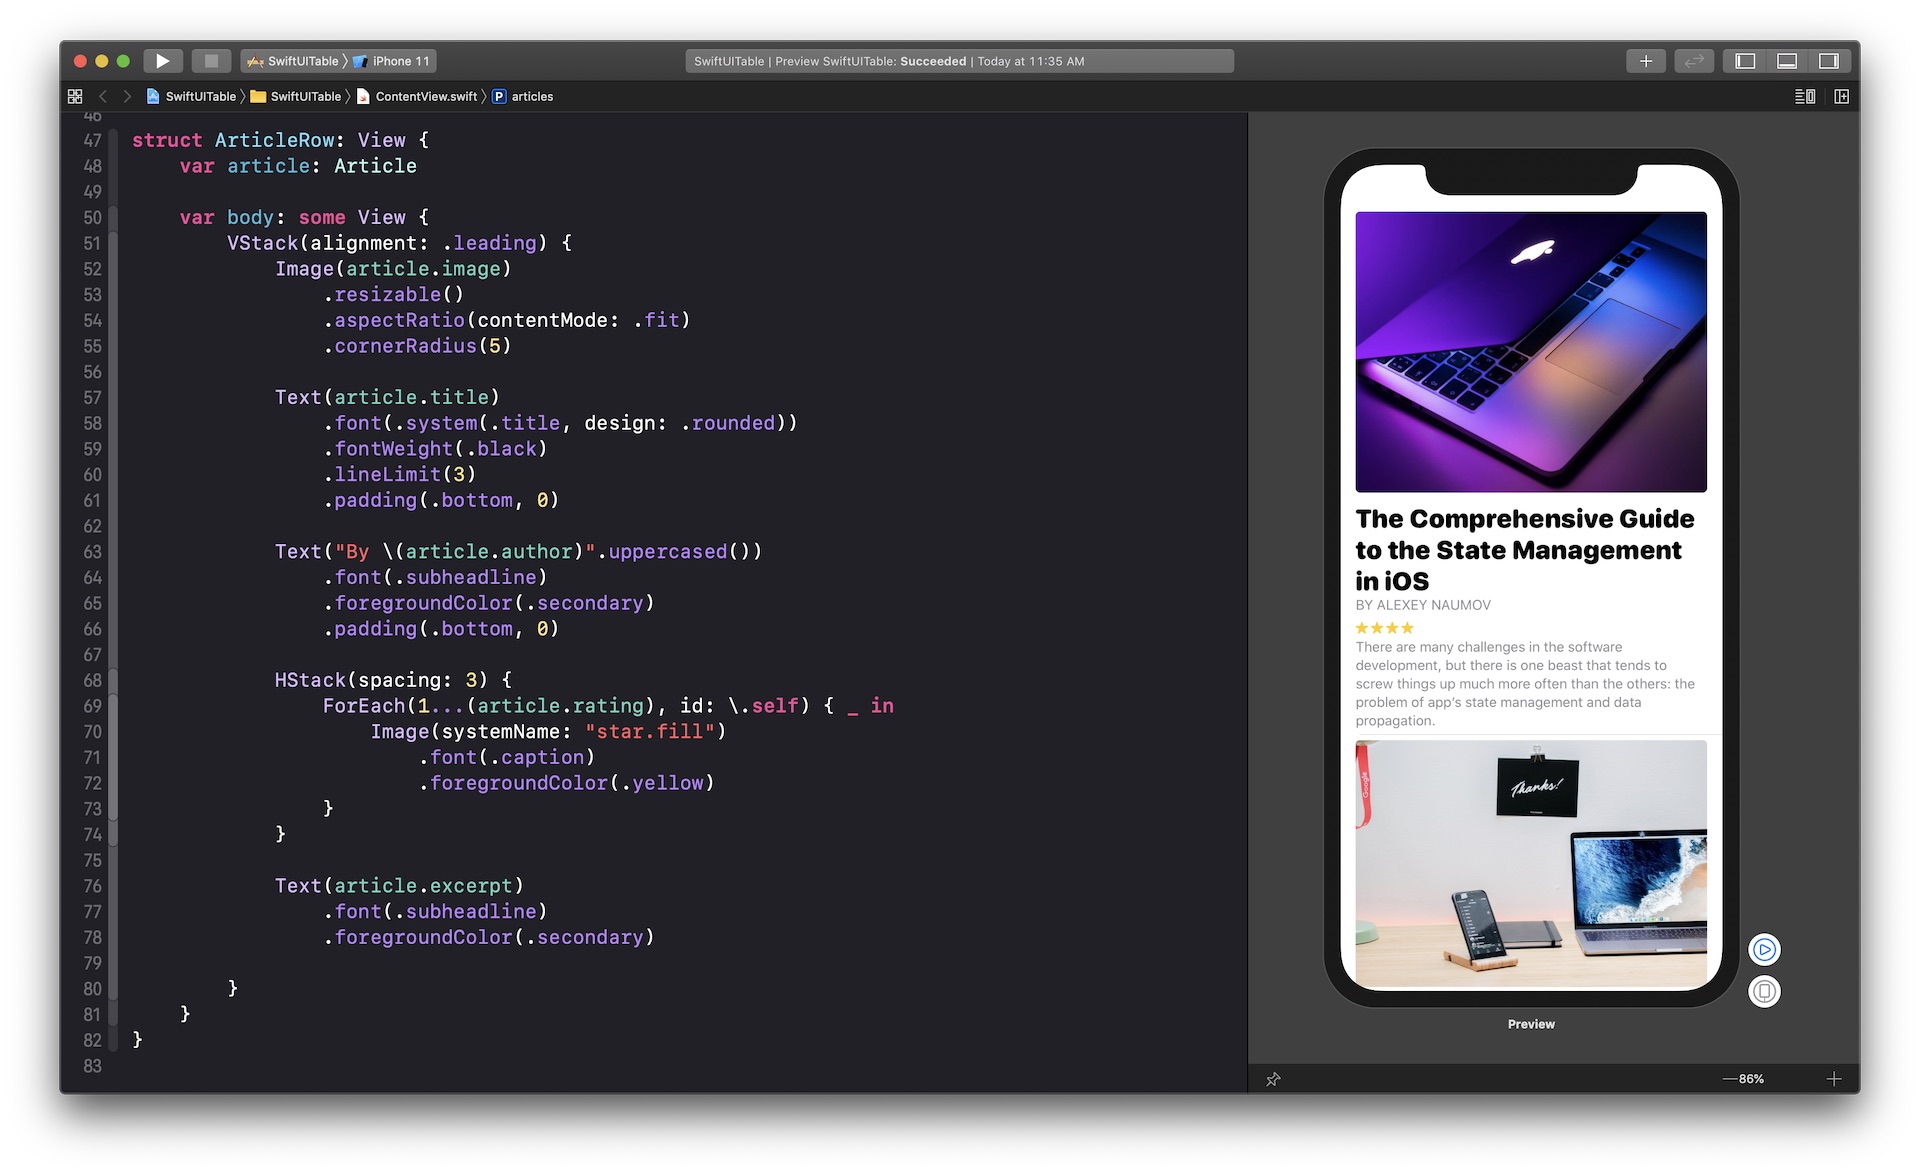 SwiftUITable 〉 iPhone 11
SwiftUITable | Preview SwiftUITable: Succeeded | Today at 11:35 AM
SwiftUITable 〉 SwiftUITable 〉 ContentView.swift 〉 P articles
46
47 struct ArticleRow: View {
48     var article: Article
49
50     var body: some View {
51         VStack(alignment: .leading) {
52             Image(article.image)
53                 .resizable()
54                 .aspectRatio(contentMode: .fit)
55                 .cornerRadius(5)
56
57             Text(article.title)
58                 .font(.system(.title, design: .rounded))
59                 .fontWeight(.black)
60                 .lineLimit(3)
61                 .padding(.bottom, 0)
62
63             Text("By \(article.author)".uppercased())
64                 .font(.subheadline)
65                 .foregroundColor(.secondary)
66                 .padding(.bottom, 0)
67
68             HStack(spacing: 3) {
69                 ForEach(1...(article.rating), id: \.self) { _ in
70                     Image(systemName: "star.fill")
71                         .font(.caption)
72                         .foregroundColor(.yellow)
73                 }
74             }
75
76             Text(article.excerpt)
77                 .font(.subheadline)
78                 .foregroundColor(.secondary)
79
80         }
81     }
82 }
83
The Comprehensive Guide
to the State Management
in iOS
BY ALEXEY NAUMOV
There are many challenges in the software
development, but there is one beast that tends to
screw things up much more often than the others: the
problem of app's state management and data
propagation.
Google
Thanks!
Preview
86%